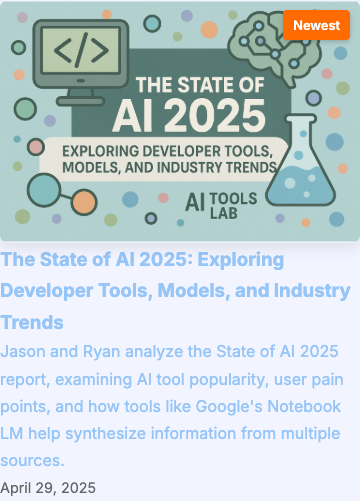 Newest
</>
THE STATE OF
AI 2025
EXPLORING DEVELOPER TOOLS,
MODELS, AND INDUSTRY TRENDS
AI TOOLS
LAB
The State of AI 2025: Exploring
Developer Tools, Models, and Industry
Trends
Jason and Ryan analyze the State of AI 2025
report, examining AI tool popularity, user pain
points, and how tools like Google's Notebook
LM help synthesize information from multiple
sources.
April 29, 2025